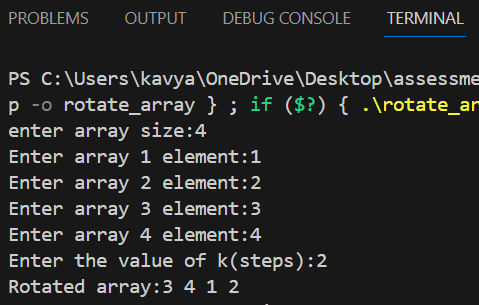 PROBLEMS OUTPUT DEBUG CONSOLE TERMINAL
PS C:\Users\kavya\OneDrive\Desktop\assessme
p -o rotate_array } ; if ($?) { .\rotate_ar
enter array size:4
Enter array 1 element:1
Enter array 2 element:2
Enter array 3 element:3
Enter array 4 element:4
Enter the value of k(steps):2
Rotated array:3 4 1 2